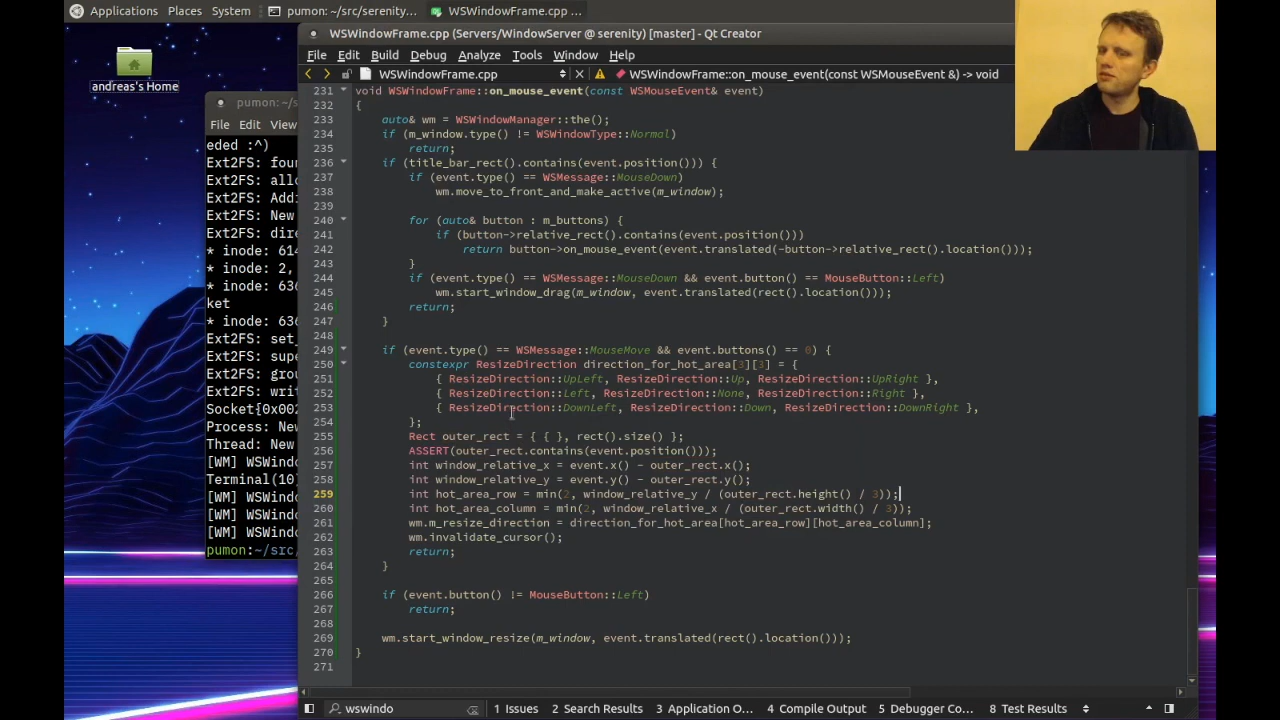 Applications Places System pumon: ~/src/serenity... WSWindowFrame.cpp ...
andreas's Home
pumon: ~/s
File Edit View
eded :^)
Ext2FS: four
Ext2FS: allo
Ext2FS: Addi
Ext2FS: New
Ext2FS: dire
* inode: 614
* inode: 2,
* inode: 636
ket
* inode: 636
Ext2FS: set_
Ext2FS: supe
Ext2FS: grou
Ext2FS: writ
Socket{0x002
Process: New
Thread: New
[WM] WSWindo
Terminal(10)
[WM] WSWindo
[WM] WSWindo
[WM] WSWindo
pumon:~/src/
WSWindowFrame.cpp (Servers/WindowServer @ serenity) [master] - Qt Creator
File Edit Build Debug Analyze Tools Window Help
WSWindowFrame.cpp WSWindowFrame::on_mouse_event(const WSMouseEvent &) -> void
231 void WSWindowFrame::on_mouse_event(const WSMouseEvent& event)
232 {
233 auto& wm = WSWindowManager::the();
234 if (m_window.type() != WSWindowType::Normal)
235 return;
236 if (title_bar_rect().contains(event.position())) {
237 if (event.type() == WSMessage::MouseDown)
238 wm.move_to_front_and_make_active(m_window);
239
240 for (auto& button : m_buttons) {
241 if (button->relative_rect().contains(event.position()))
242 return button->on_mouse_event(event.translated(-button->relative_rect().location()));
243 }
244 if (event.type() == WSMessage::MouseDown && event.button() == MouseButton::Left)
245 wm.start_window_drag(m_window, event.translated(rect().location()));
246 return;
247 }
248
249 if (event.type() == WSMessage::MouseMove && event.buttons() == 0) {
250 constexpr ResizeDirection direction_for_hot_area[3][3] = {
251 { ResizeDirection::UpLeft, ResizeDirection::Up, ResizeDirection::UpRight },
252 { ResizeDirection::Left, ResizeDirection::None, ResizeDirection::Right },
253 { ResizeDirection::DownLeft, ResizeDirection::Down, ResizeDirection::DownRight },
254 };
255 Rect outer_rect = { { }, rect().size() };
256 ASSERT(outer_rect.contains(event.position()));
257 int window_relative_x = event.x() - outer_rect.x();
258 int window_relative_y = event.y() - outer_rect.y();
259 int hot_area_row = min(2, window_relative_y / (outer_rect.height() / 3));
260 int hot_area_column = min(2, window_relative_x / (outer_rect.width() / 3));
261 wm.m_resize_direction = direction_for_hot_area[hot_area_row][hot_area_column];
262 wm.invalidate_cursor();
263 return;
264 }
265
266 if (event.button() != MouseButton::Left)
267 return;
268
269 wm.start_window_resize(m_window, event.translated(rect().location()));
270 }
271
wswindo 1 Issues 2 Search Results 3 Application O... 4 Compile Output 5 Debugger Co... 8 Test Results